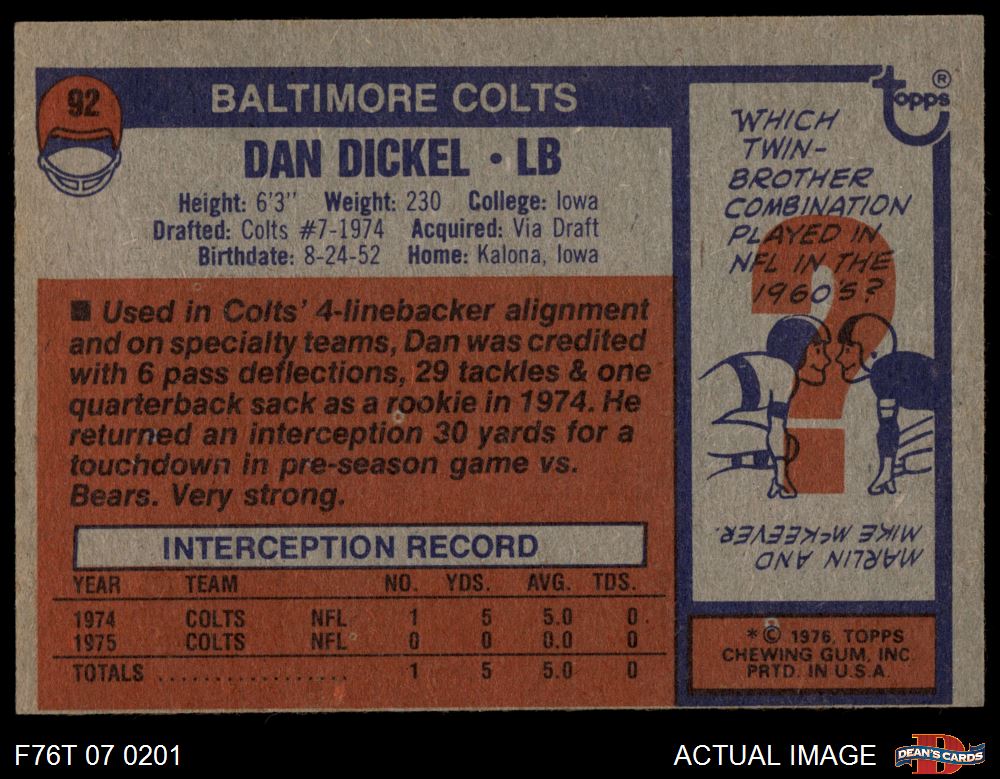 92
BALTIMORE COLTS
DAN DICKEL • LB
Height: 6'3" Weight: 230 College: Iowa
Drafted: Colts #7-1974 Acquired: Via Draft
Birthdate: 8-24-52 Home: Kalona, Iowa
■ Used in Colts' 4-linebacker alignment
and on specialty teams, Dan was credited
with 6 pass deflections, 29 tackles & one
quarterback sack as a rookie in 1974. He
returned an interception 30 yards for a
touchdown in pre-season game vs.
Bears. Very strong.
INTERCEPTION RECORD
YEAR TEAM NO. YDS. AVG. TDS.
1974 COLTS NFL 1 5 5.0 0
1975 COLTS NFL 0 0 0.0 0
TOTALS .................. 1 5 5.0 0
topps®
WHICH
TWIN-
BROTHER
COMBINATION
PLAYED IN
NFL IN THE
1960'S?
?
MARLIN AND
MIKE McKEEVER.
*© 1976, TOPPS
CHEWING GUM, INC.
PRTD. IN U.S.A.
F76T 07 0201
ACTUAL IMAGE
D
DEAN'S CARDS